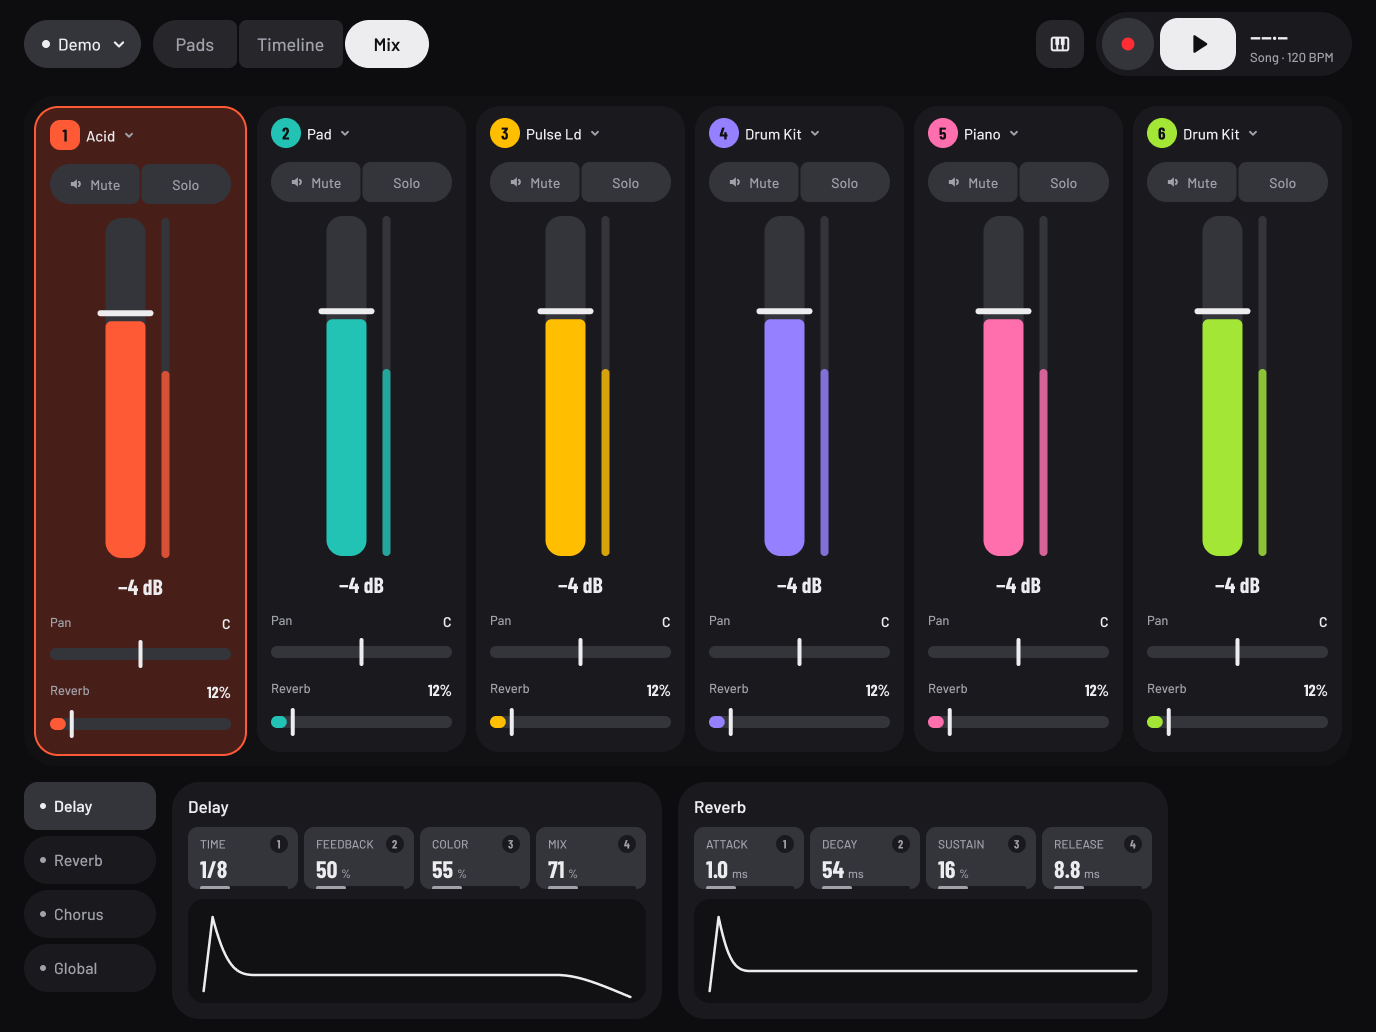 Demo
Pads
Timeline
Mix
––.–
Song · 120 BPM
1 Acid
2 Pad
3 Pulse Ld
4 Drum Kit
5 Piano
6 Drum Kit
Mute Solo
Mute Solo
Mute Solo
Mute Solo
Mute Solo
Mute Solo
–4 dB
–4 dB
–4 dB
–4 dB
–4 dB
–4 dB
Pan C
Pan C
Pan C
Pan C
Pan C
Pan C
Reverb 12%
Reverb 12%
Reverb 12%
Reverb 12%
Reverb 12%
Reverb 12%
Delay
Reverb
Chorus
Global
Delay
TIME 1
1/8
FEEDBACK 2
50 %
COLOR 3
55 %
MIX 4
71 %
Reverb
ATTACK 1
1.0 ms
DECAY 2
54 ms
SUSTAIN 3
16 %
RELEASE 4
8.8 ms